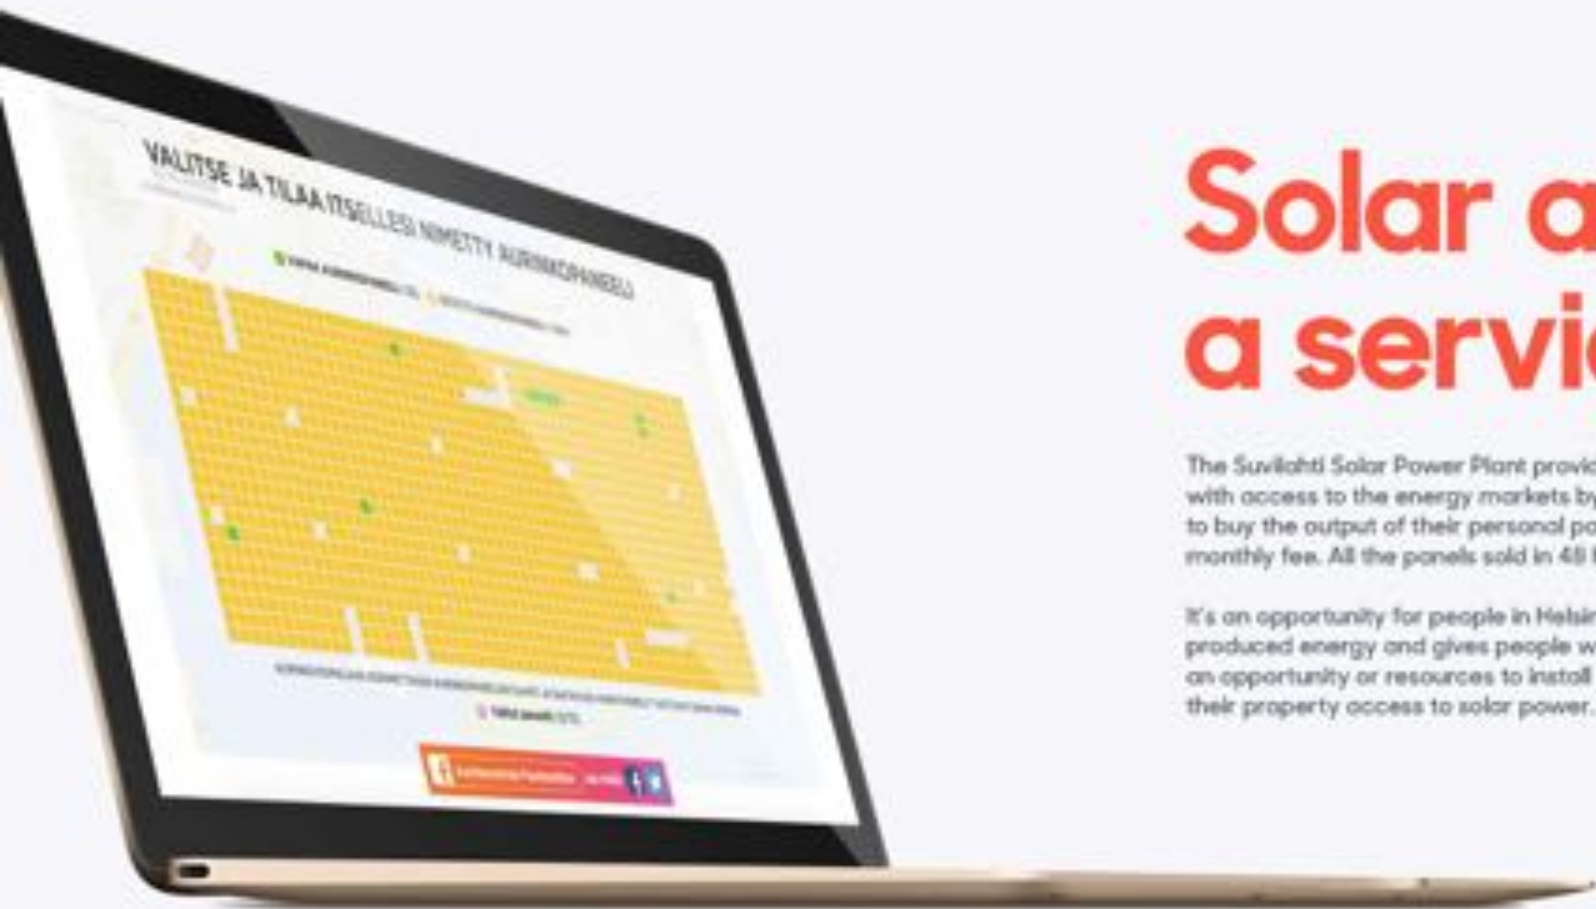 VALITSE JA TILAA ITSELLESI NIMETTY AURINKOPANEELI
Solar a
a servic
The Suvilahti Solar Power Plant provid
with access to the energy markets by
to buy the output of their personal pa
monthly fee. All the panels sold in 48
It's an opportunity for people in Helsin
produced energy and gives people w
an opportunity or resources to install
their property access to solar power.